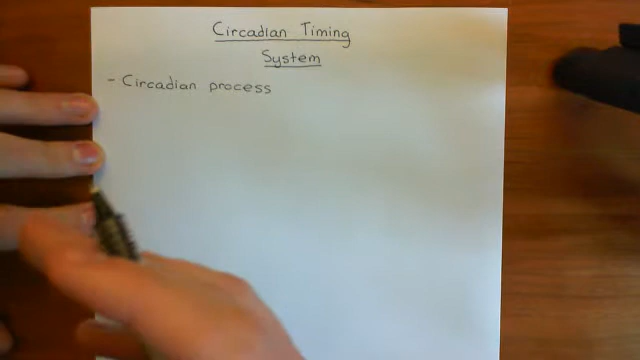 Circadian Timing
System
- Circadian process